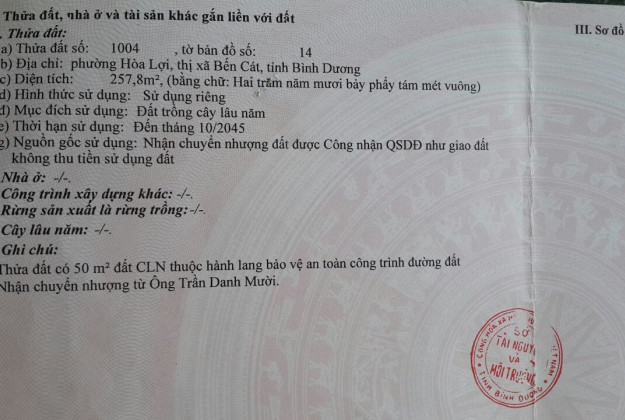 Thửa đất, nhà ở và tài sản khác gắn liền với đất
III. Sơ đồ
. Thửa đất:
a) Thửa đất số: 1004 , tờ bản đồ số: 14
b) Địa chỉ: phường Hòa Lợi, thị xã Bến Cát, tỉnh Bình Dương
c) Diện tích: 257,8m², (bằng chữ: Hai trăm năm mươi bảy phẩy tám mét vuông)
d) Hình thức sử dụng: Sử dụng riêng
đ) Mục đích sử dụng: Đất trồng cây lâu năm
e) Thời hạn sử dụng: Đến tháng 10/2045
g) Nguồn gốc sử dụng: Nhận chuyển nhượng đất được Công nhận QSDĐ như giao đất
không thu tiền sử dụng đất
Nhà ở: -/-.
Công trình xây dựng khác: -/-.
Rừng sản xuất là rừng trồng:-/-.
Cây lâu năm: -/-.
Ghi chú:
Thửa đất có 50 m² đất CLN thuộc hành lang bảo vệ an toàn công trình đường đất
Nhận chuyển nhượng từ Ông Trần Danh Mười.
SỞ
TÀI NGUY
VÀ
MÔI TRƯỜNG
TỈNH BÌNH DƯƠNG